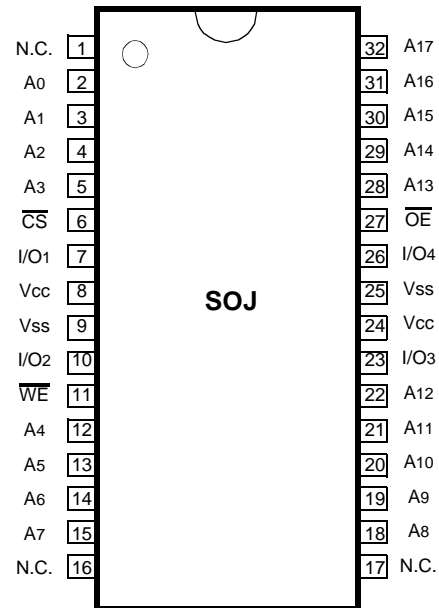 N.C. 1 32 A17
A0 2 31 A16
A1 3 30 A15
A2 4 29 A14
A3 5 28 A13
C̅S̅ 6 27 O̅E̅
I/O1 7 26 I/O4
Vcc 8 25 Vss
SOJ
Vss 9 24 Vcc
I/O2 10 23 I/O3
W̅E̅ 11 22 A12
A4 12 21 A11
A5 13 20 A10
A6 14 19 A9
A7 15 18 A8
N.C. 16 17 N.C.